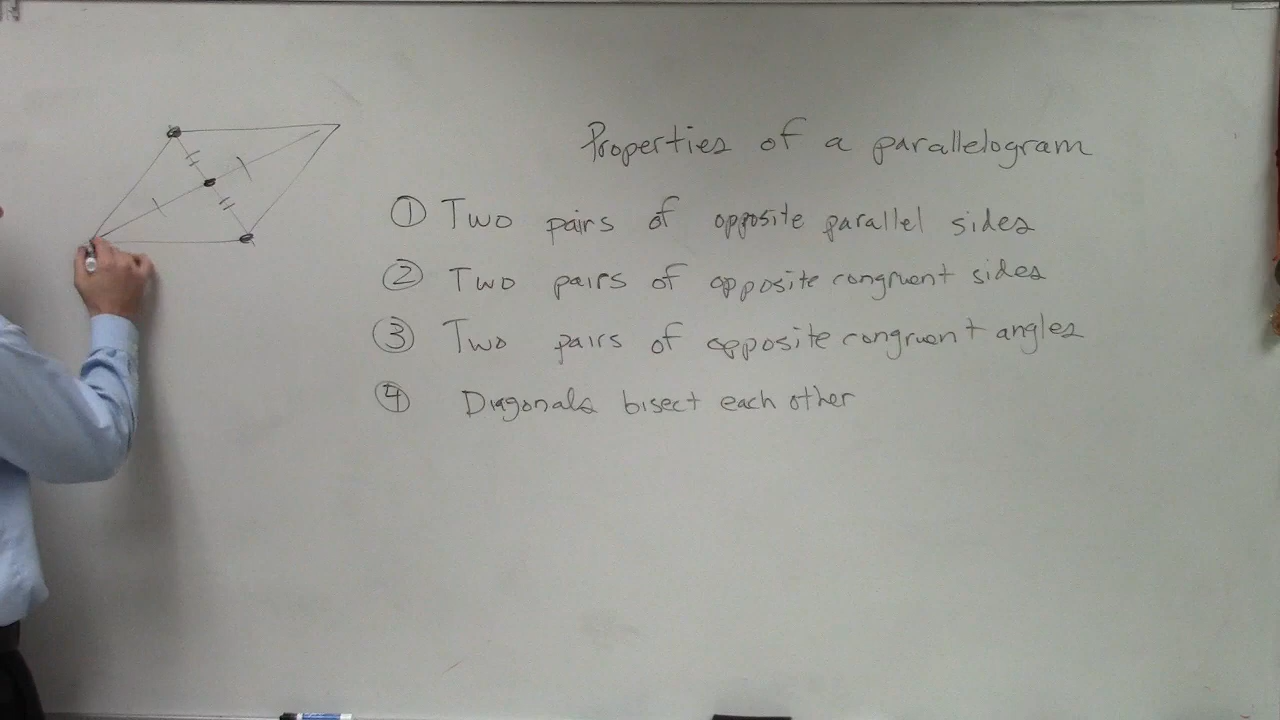 Properties of a parallelogram
① Two pairs of opposite parallel sides
② Two pairs of opposite congruent sides
③ Two pairs of opposite congruent angles
④ Diagonals bisect each other